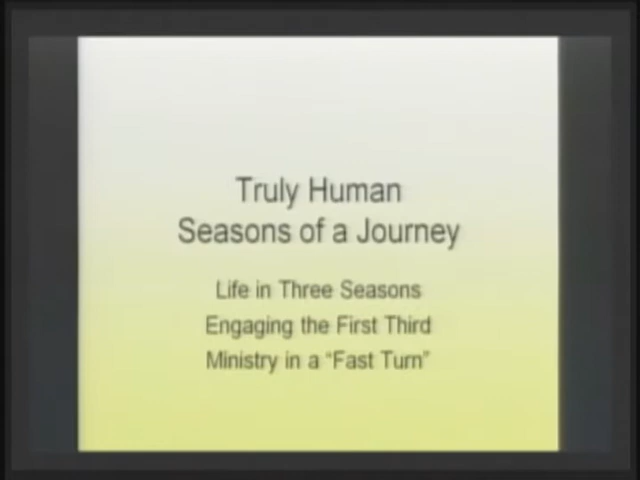 Truly Human
Seasons of a Journey
Life in Three Seasons
Engaging the First Third
Ministry in a “Fast Turn”